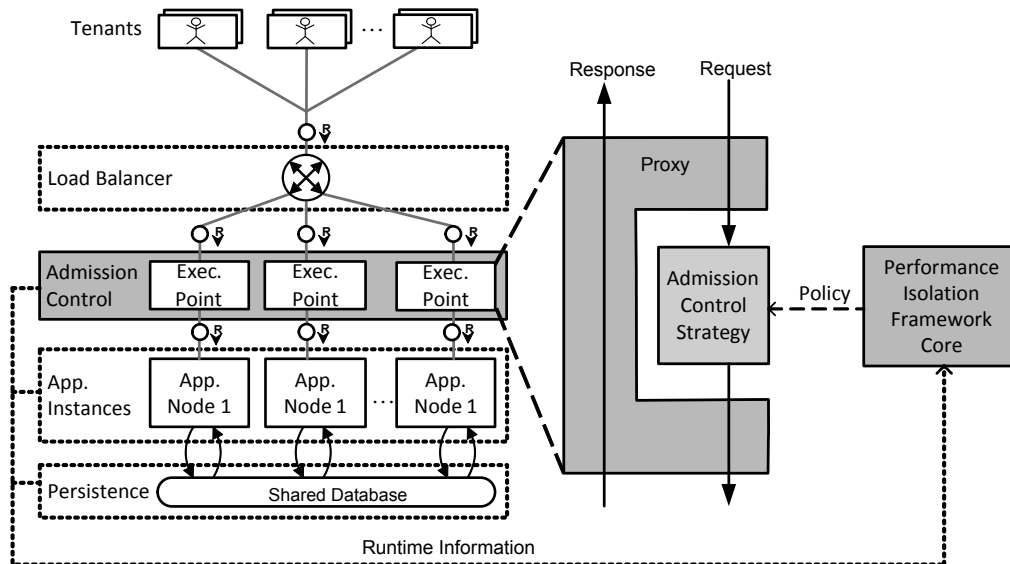 Tenants
...
Response
Request
R
Load Balancer
Proxy
R
R
R
Admission
Control
Exec.
Point
Exec.
Point
Exec.
Point
Admission
Control
Strategy
Policy
Performance
Isolation
Framework
Core
R
R
R
App.
Instances
App.
Node 1
App.
Node 1
...
App.
Node 1
Persistence
Shared Database
Runtime Information